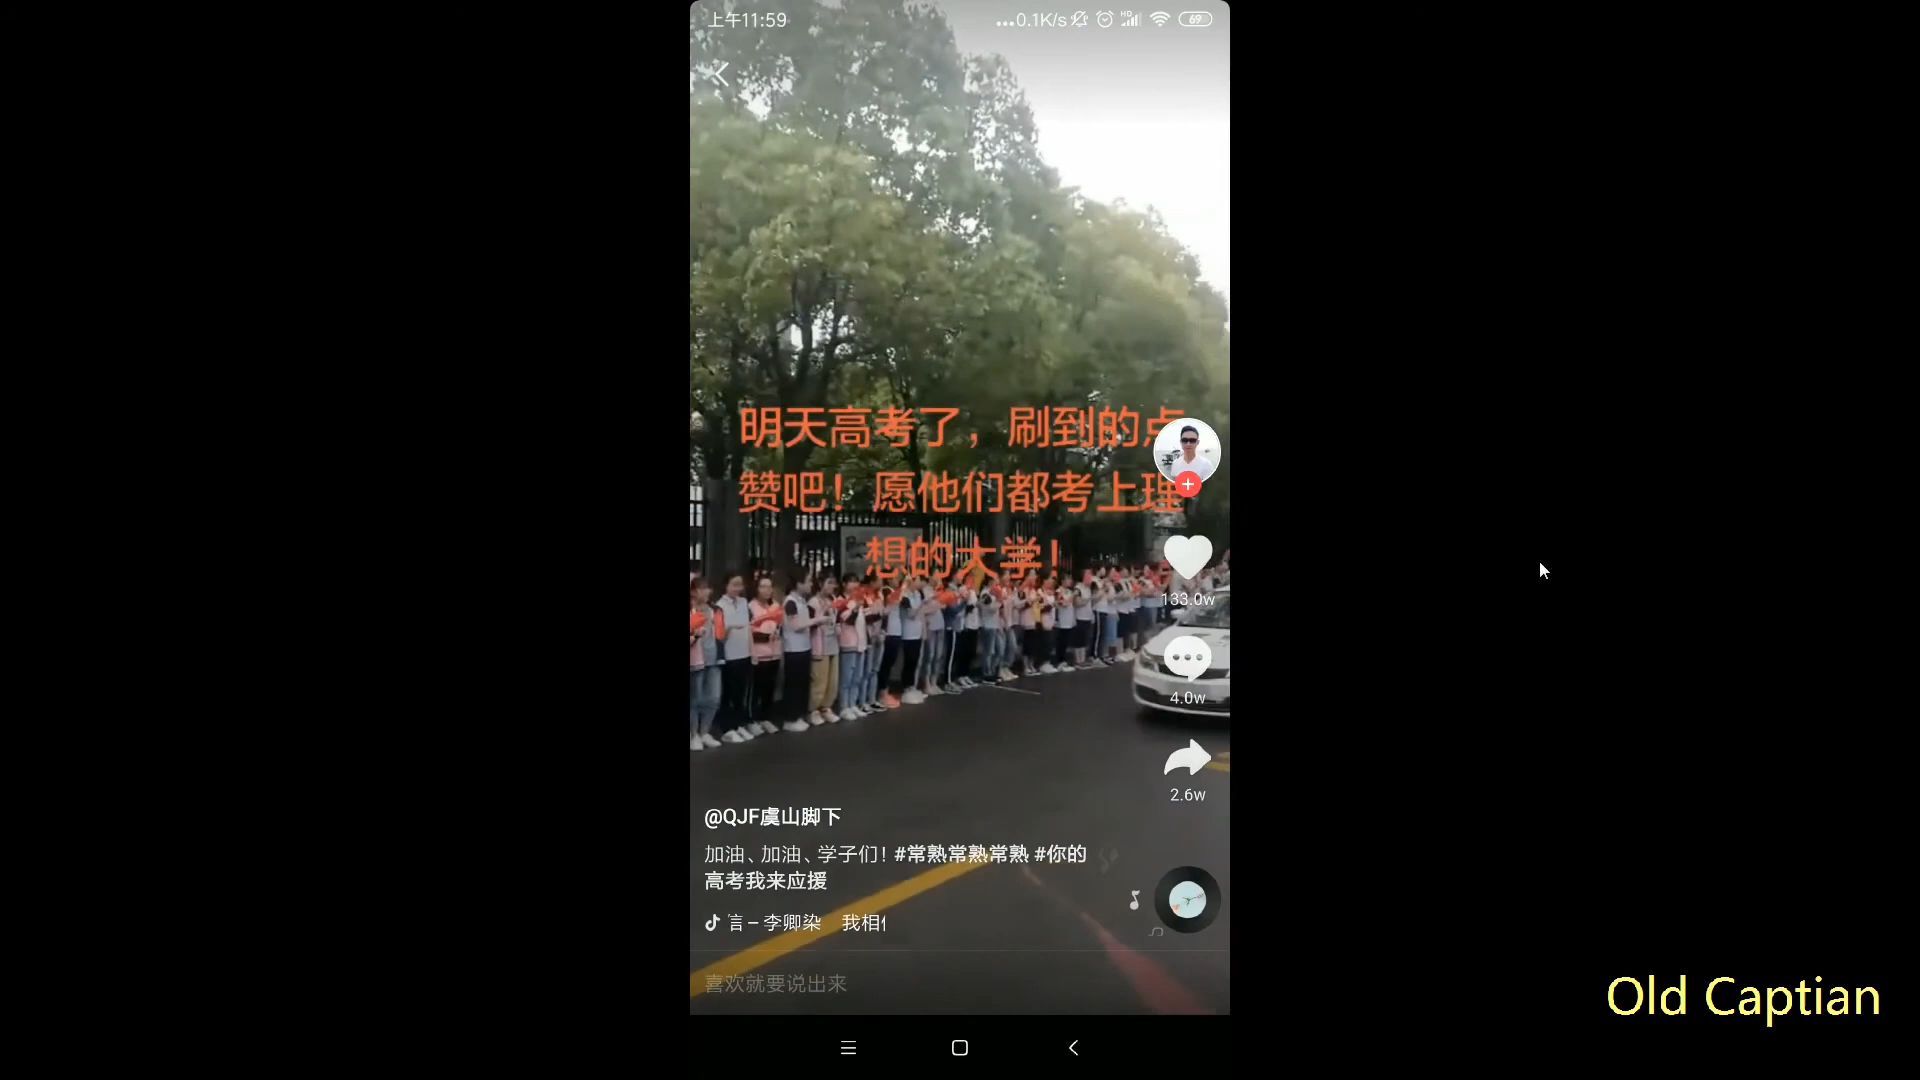 上午11:59
...0.1K/s
HD
69
明天高考了，刷到的点
赞吧！愿他们都考上理
想的大学！
133.0w
4.0w
2.6w
@QJF虞山脚下
加油、加油、学子们！#常熟常熟常熟 #你的
高考我来应援
言 – 李卿染 我相
喜欢就要说出来
Old Captian